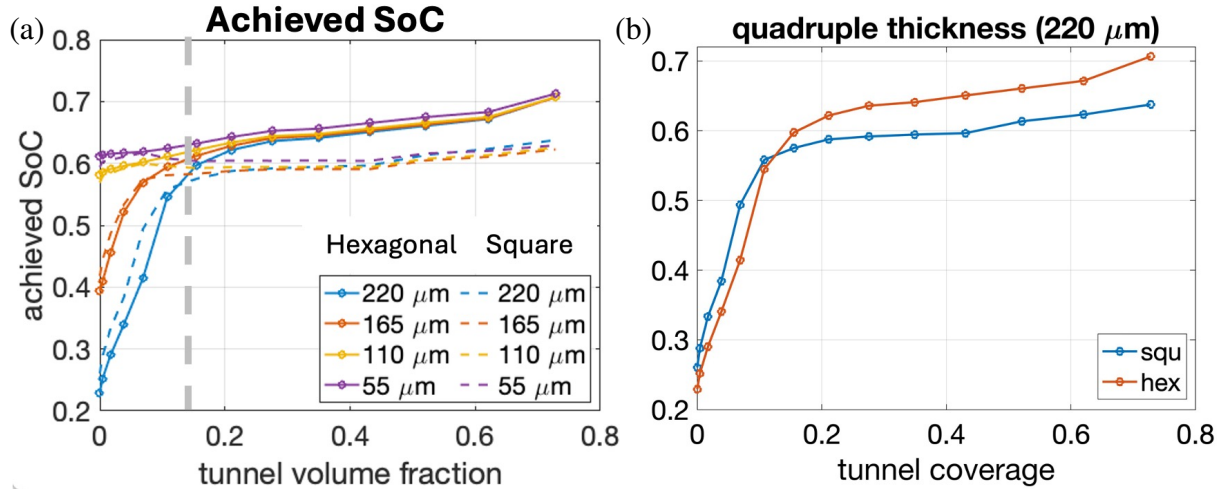 (a)
Achieved SoC
0.8
0.7
0.6
0.5
0.4
0.3
0.2
achieved SoC
0
0.2
0.4
0.6
0.8
tunnel volume fraction
Hexagonal Square
220 μm 220 μm
165 μm 165 μm
110 μm 110 μm
55 μm 55 μm
(b)
quadruple thickness (220 μm)
0.7
0.6
0.5
0.4
0.3
0.2
0
0.2
0.4
0.6
0.8
tunnel coverage
squ
hex